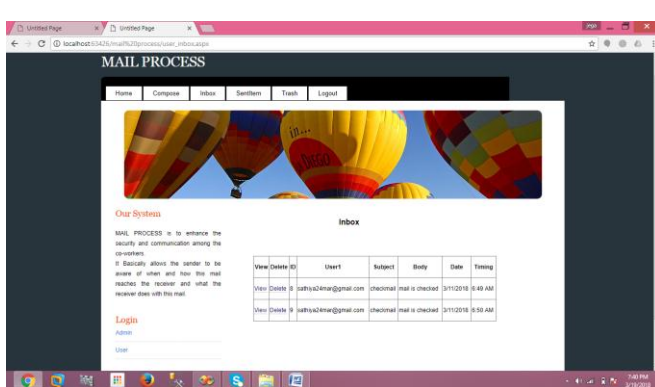 Untitled Page
Untitled Page
localhost:63426/mail%20process/user_inbox.aspx
MAIL PROCESS
Home Compose Inbox SentItem Trash Logout
in...
DIEGO
Our System
MAIL PROCESS is to enhance the
security and communication among the
co-workers.
It Basically allows the sender to be
aware of when and how this mail
reaches the receiver and what the
receiver does with this mail.
Login
Admin
User
Inbox
View Delete ID User1 Subject Body Date Timing
View Delete 8 sathiya24mar@gmail.com checkmail mail is checked 3/11/2018 6:49 AM
View Delete 9 sathiya24mar@gmail.com checkmail mail is checked 3/11/2018 6:50 AM
7:40 PM
3/19/2018